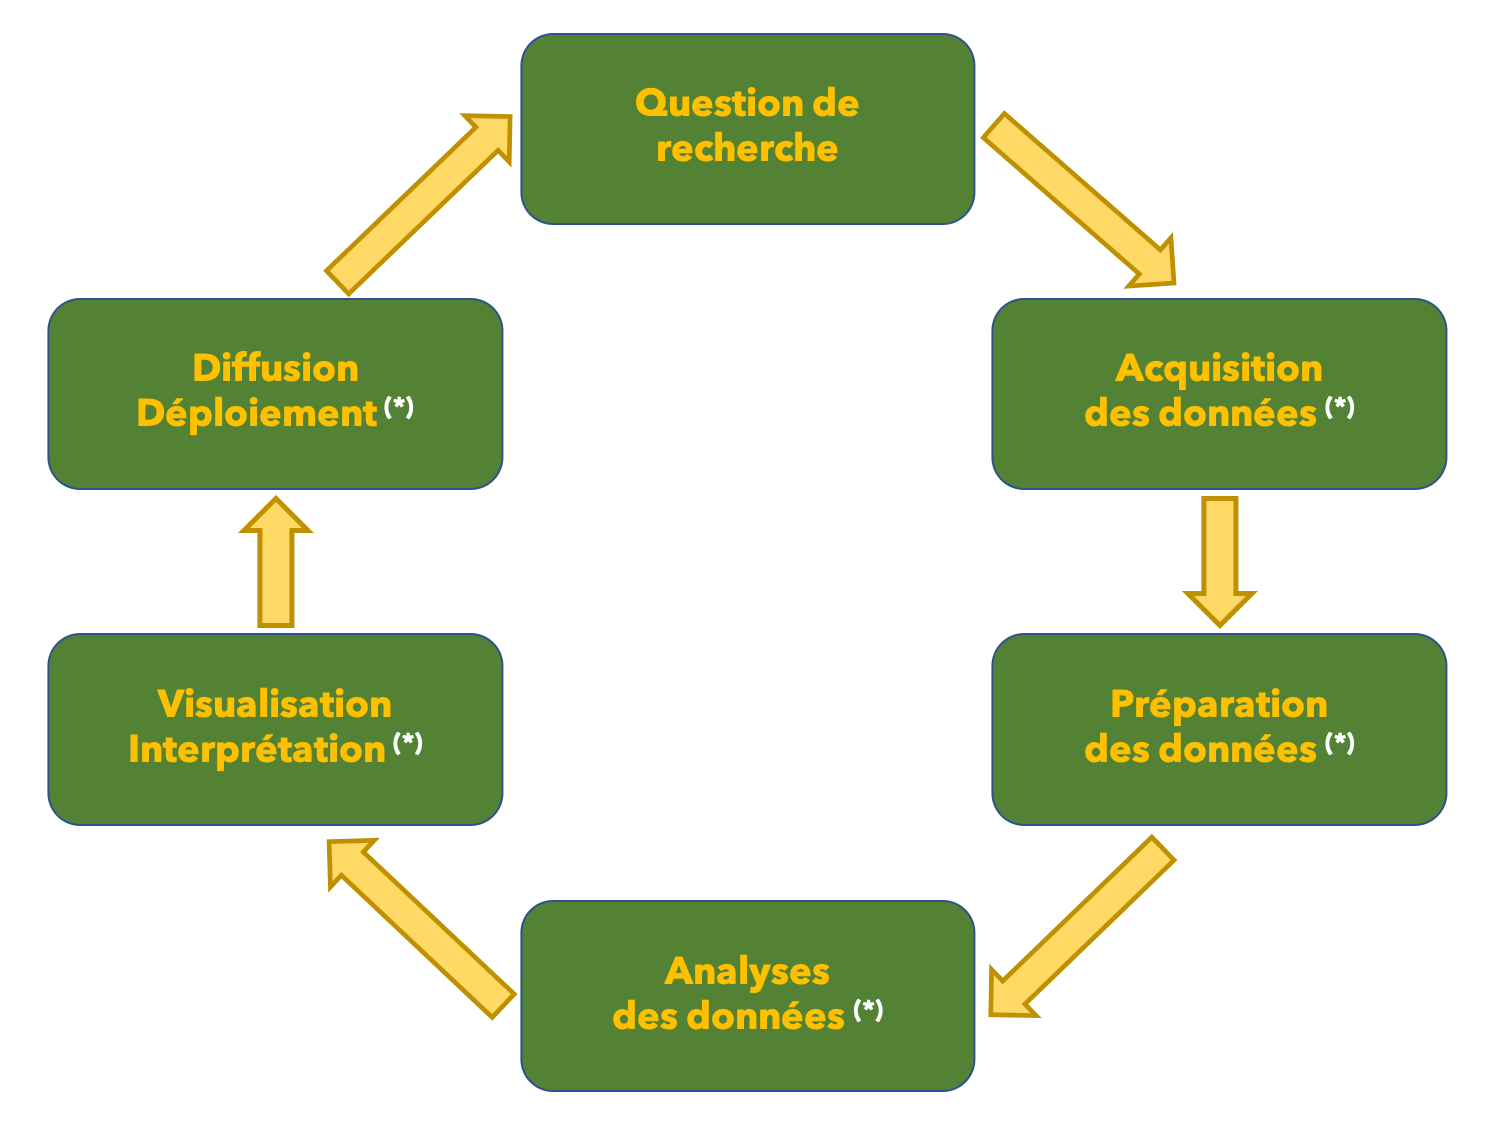 Question de
recherche
Acquisition
des données (*)
Préparation
des données (*)
Analyses
des données (*)
Visualisation
Interprétation (*)
Diffusion
Déploiement (*)